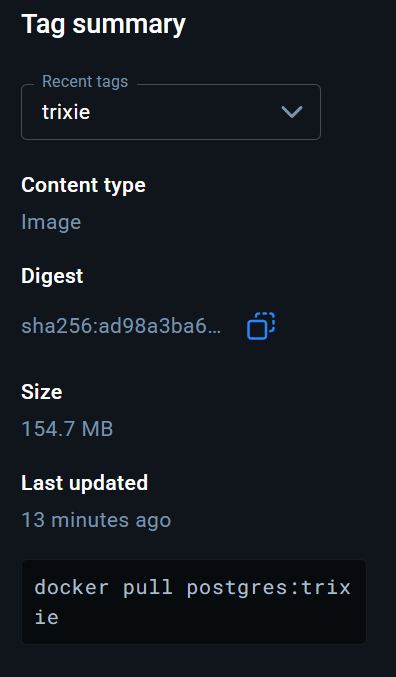 Tag summary
Recent tags
trixie
Content type
Image
Digest
sha256:ad98a3ba6...
Size
154.7 MB
Last updated
13 minutes ago
docker pull postgres:trix
ie